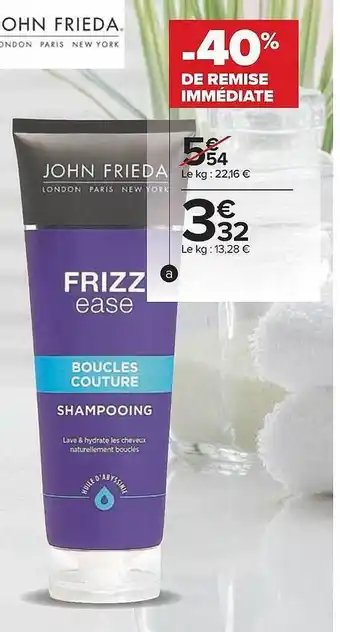 OHN FRIEDA®
ONDON PARIS NEW YORK
-40%
DE REMISE
IMMÉDIATE
5€54
Le kg : 22,16 €
3€32
Le kg : 13,28 €
a
JOHN FRIEDA
LONDON PARIS NEW YORK
FRIZZ
ease
BOUCLES
COUTURE
SHAMPOOING
Lave & hydrate les cheveux
naturellement bouclés
HUILE D'ABYSSINIE